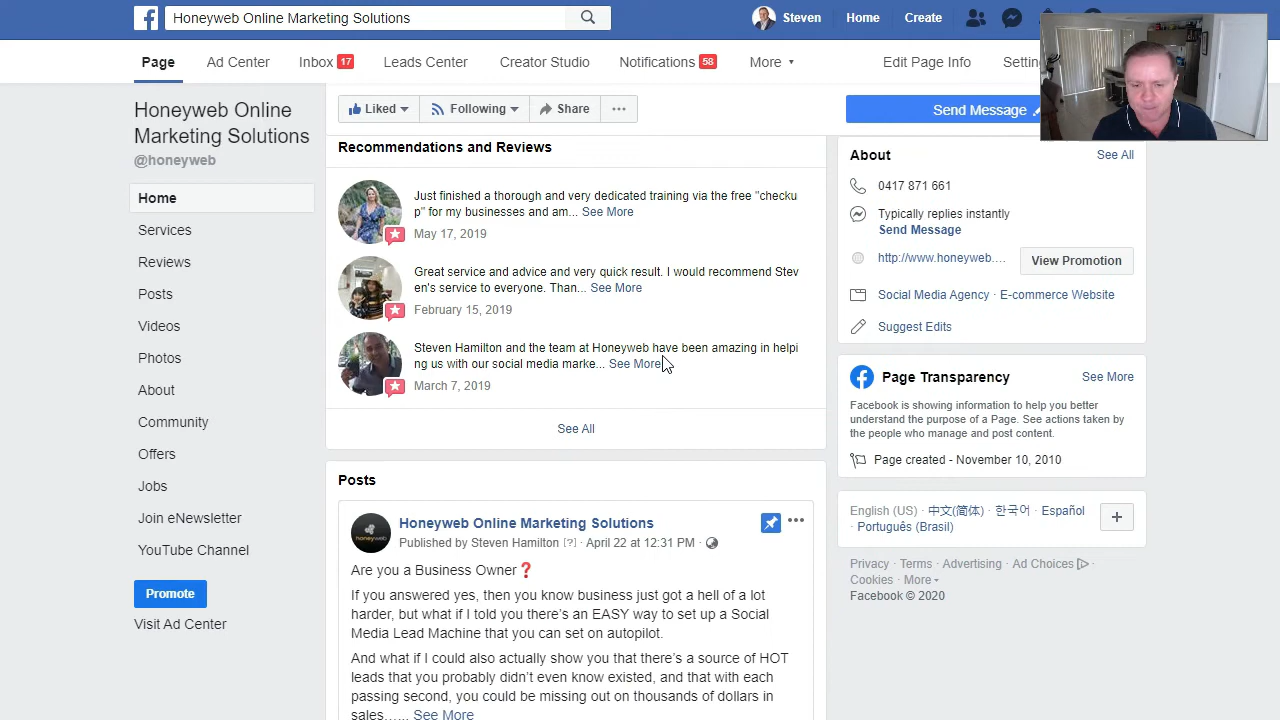 Honeyweb Online Marketing Solutions
Steven
Home
Create
Page
Ad Center
Inbox 17
Leads Center
Creator Studio
Notifications 58
More
Edit Page Info
Honeyweb Online
Marketing Solutions
@honeyweb
Home
Services
Reviews
Posts
Videos
Photos
About
Community
Offers
Jobs
Join eNewsletter
YouTube Channel
Promote
Visit Ad Center
Liked
Following
Share
Send Message
Recommendations and Reviews
Just finished a thorough and very dedicated training via the free "checku
p" for my businesses and am... See More
May 17, 2019
Great service and advice and very quick result. I would recommend Stev
en's service to everyone. Than... See More
February 15, 2019
Steven Hamilton and the team at Honeyweb have been amazing in helpi
ng us with our social media marke... See More
March 7, 2019
See All
Posts
Honeyweb Online Marketing Solutions
Published by Steven Hamilton [?] · April 22 at 12:31 PM ·
Are you a Business Owner❓
If you answered yes, then you know business just got a hell of a lot
harder, but what if I told you there's an EASY way to set up a Social
Media Lead Machine that you can set on autopilot.
And what if I could also actually show you that there's a source of HOT
leads that you probably didn't even know existed, and that with each
passing second, you could be missing out on thousands of dollars in
sales...... See More
About
See All
0417 871 661
Typically replies instantly
Send Message
http://www.honeyweb....
View Promotion
Social Media Agency · E-commerce Website
Suggest Edits
Page Transparency
See More
Facebook is showing information to help you better
understand the purpose of a Page. See actions taken by
the people who manage and post content.
Page created - November 10, 2010
English (US) · 中文(简体) · 한국어 · Español
· Português (Brasil)
Privacy · Terms · Advertising · Ad Choices ·
Cookies · More
Facebook © 2020